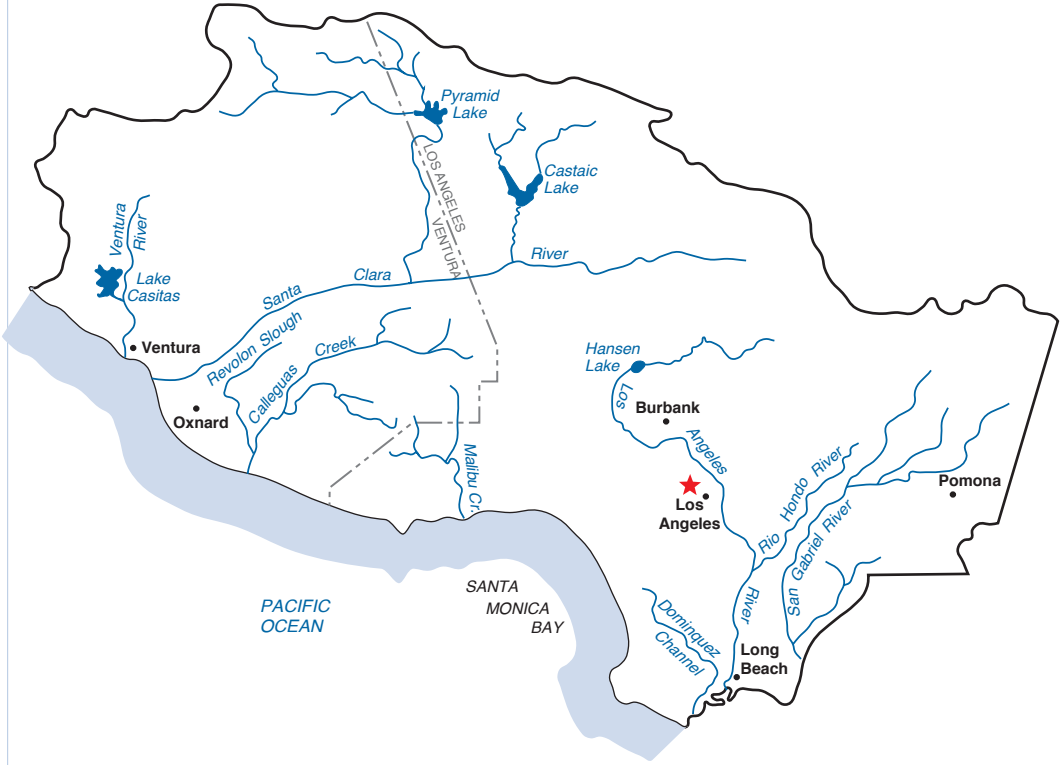 Pyramid
Lake
LOS ANGELES
VENTURA
Castaic
Lake
Ventura
River
Lake
Casitas
Santa
Clara
River
Ventura
Revolon Slough
Calleguas
Creek
Oxnard
Malibu Cr.
Hansen
Lake
Los
Angeles
River
Burbank
Los
Angeles
Rio Hondo River
San Gabriel River
Pomona
Dominquez
Channel
Long
Beach
SANTA
MONICA
BAY
PACIFIC
OCEAN